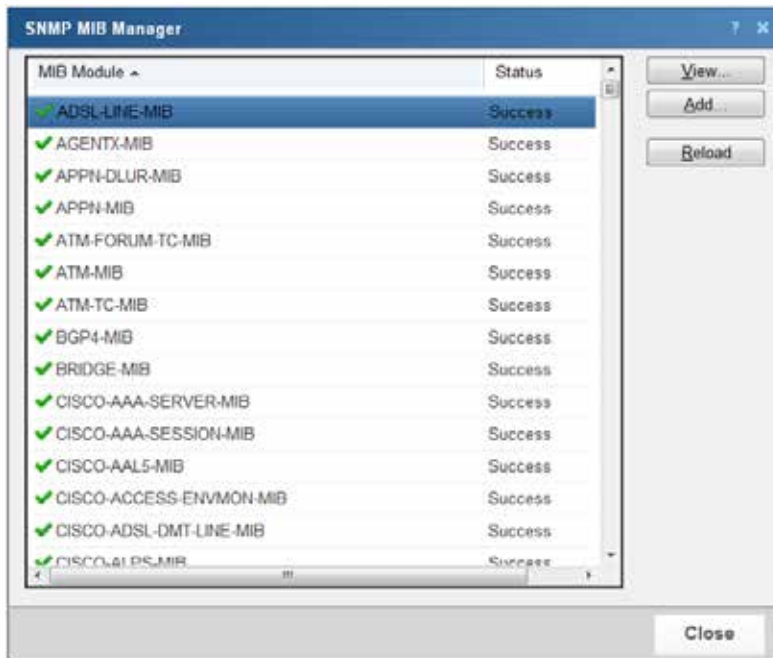 SNMP MIB Manager ? x
MIB Module Status
ADSL-LINE-MIB Success
AGENTX-MIB Success
APPN-DLUR-MIB Success
APPN-MIB Success
ATM-FORUM-TC-MIB Success
ATM-MIB Success
ATM-TC-MIB Success
BGP4-MIB Success
BRIDGE-MIB Success
CISCO-AAA-SERVER-MIB Success
CISCO-AAA-SESSION-MIB Success
CISCO-AAL5-MIB Success
CISCO-ACCESS-ENVMON-MIB Success
CISCO-ADSL-DMT-LINE-MIB Success
CISCO-ALPS-MIB Success
View...
Add...
Reload
Close